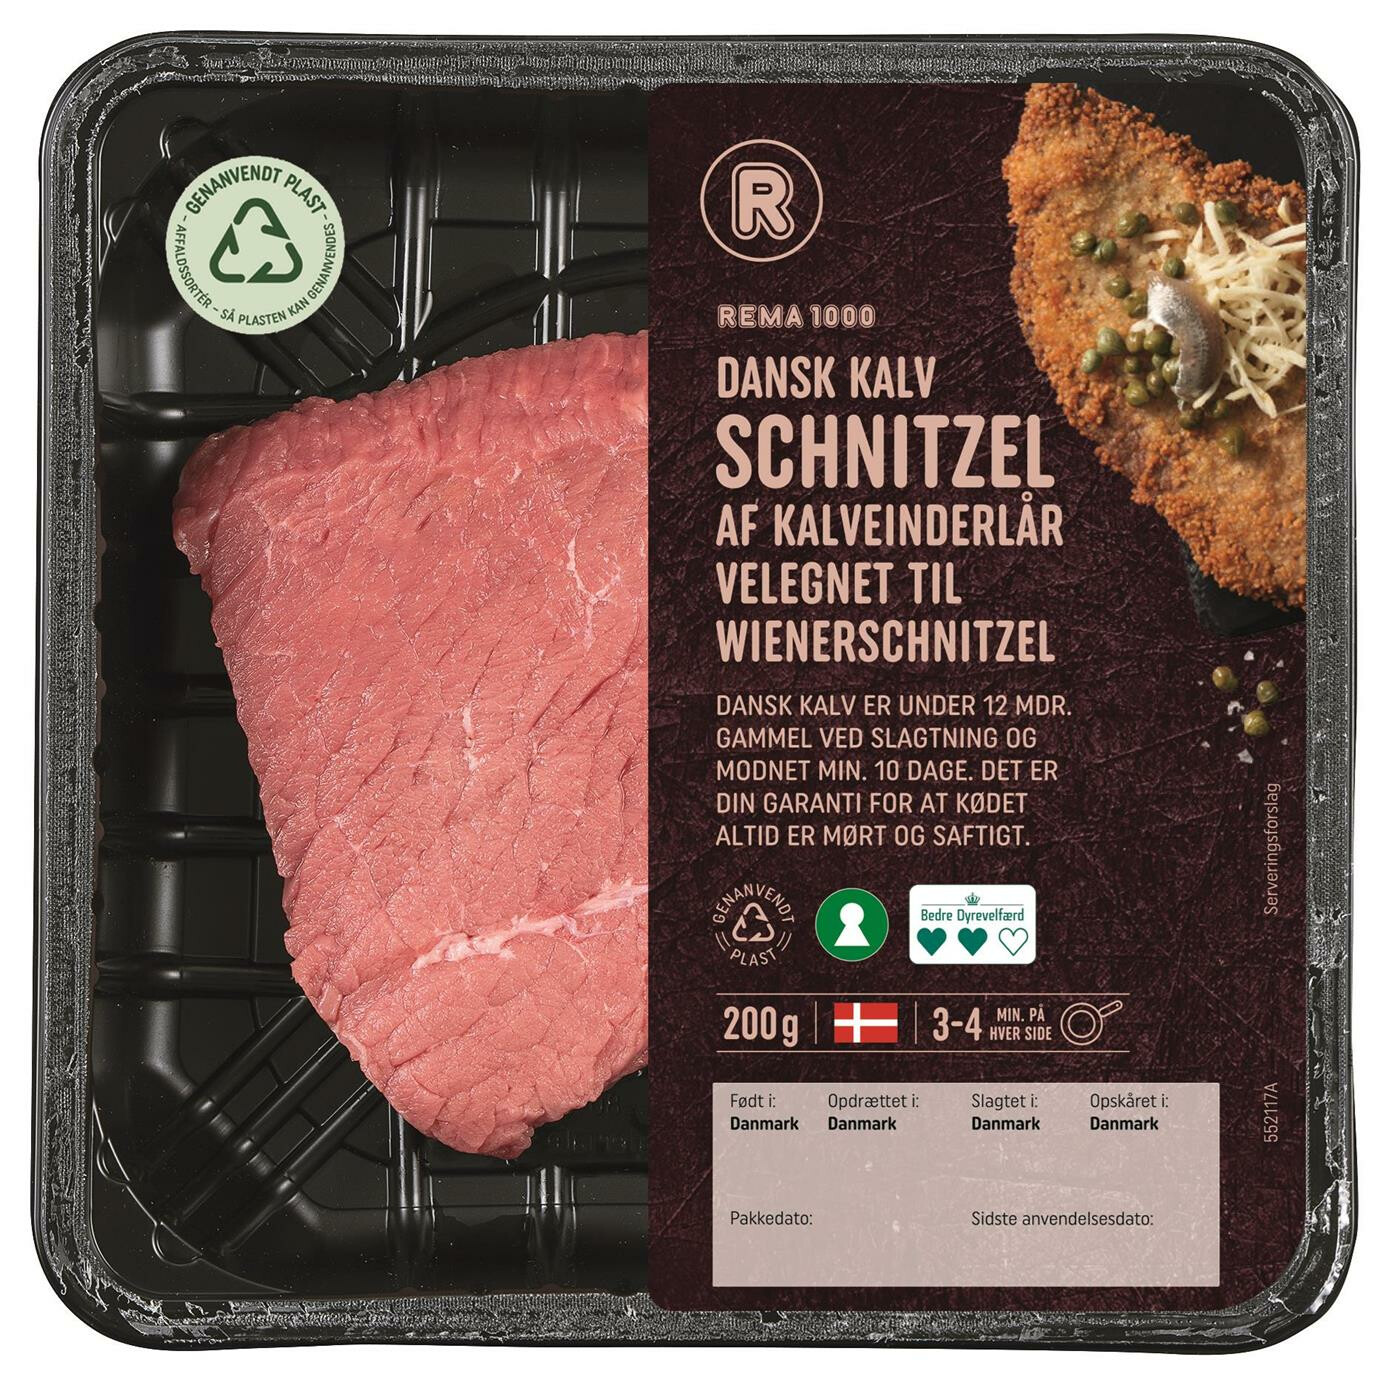 GENANVENDT PLAST
- AFFALDSSORTÉR - SÅ PLASTEN KAN GENANVENDES -
R
REMA 1000
DANSK KALV
SCHNITZEL
AF KALVEINDERLÅR
VELEGNET TIL
WIENERSCHNITZEL
DANSK KALV ER UNDER 12 MDR.
GAMMEL VED SLAGTNING OG
MODNET MIN. 10 DAGE. DET ER
DIN GARANTI FOR AT KØDET
ALTID ER MØRT OG SAFTIGT.
Serveringsforslag
GENANVENDT
PLAST
Bedre Dyrevelfærd
200g
3-4 MIN. PÅ
HVER SIDE
Født i: Opdrættet i: Slagtet i: Opskåret i:
Danmark Danmark Danmark Danmark
552117A
Pakkedato: Sidste anvendelsesdato: